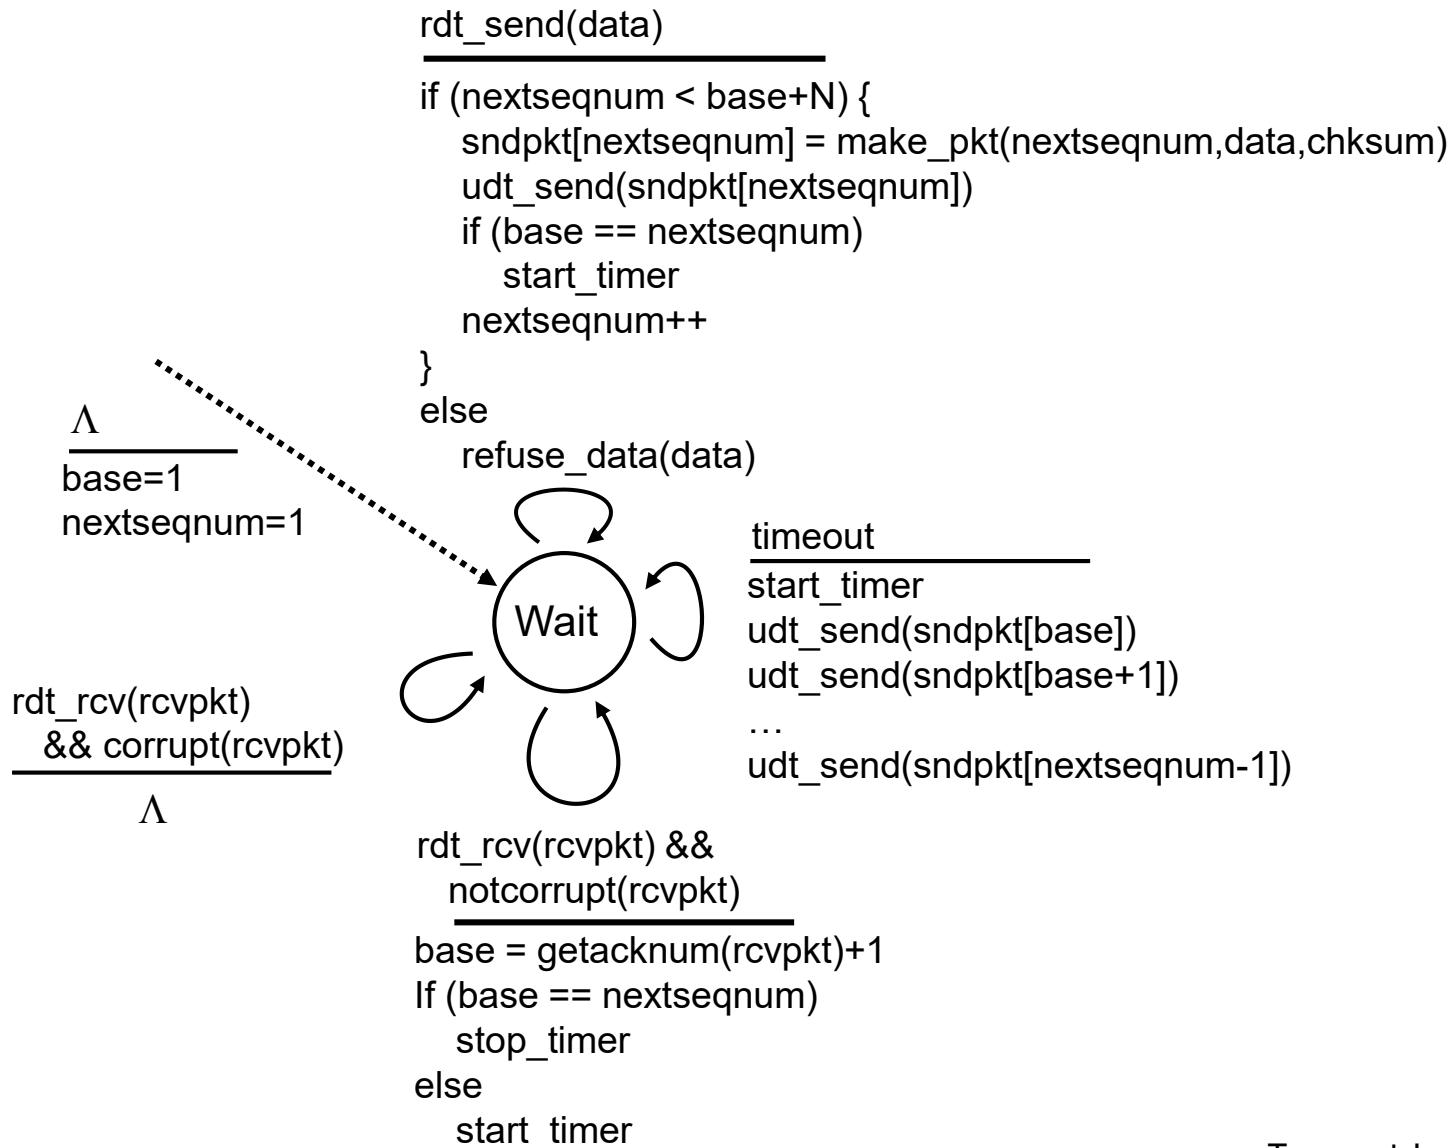 rdt_send(data)
if (nextseqnum < base+N) {
sndpkt[nextseqnum] = make_pkt(nextseqnum,data,chksum)
udt_send(sndpkt[nextseqnum])
if (base == nextseqnum)
start_timer
nextseqnum++
}
else
refuse_data(data)
Λ
base=1
nextseqnum=1
Wait
timeout
start_timer
udt_send(sndpkt[base])
udt_send(sndpkt[base+1])
…
udt_send(sndpkt[nextseqnum-1])
rdt_rcv(rcvpkt)
&& corrupt(rcvpkt)
Λ
rdt_rcv(rcvpkt) &&
notcorrupt(rcvpkt)
base = getacknum(rcvpkt)+1
If (base == nextseqnum)
stop_timer
else
start_timer